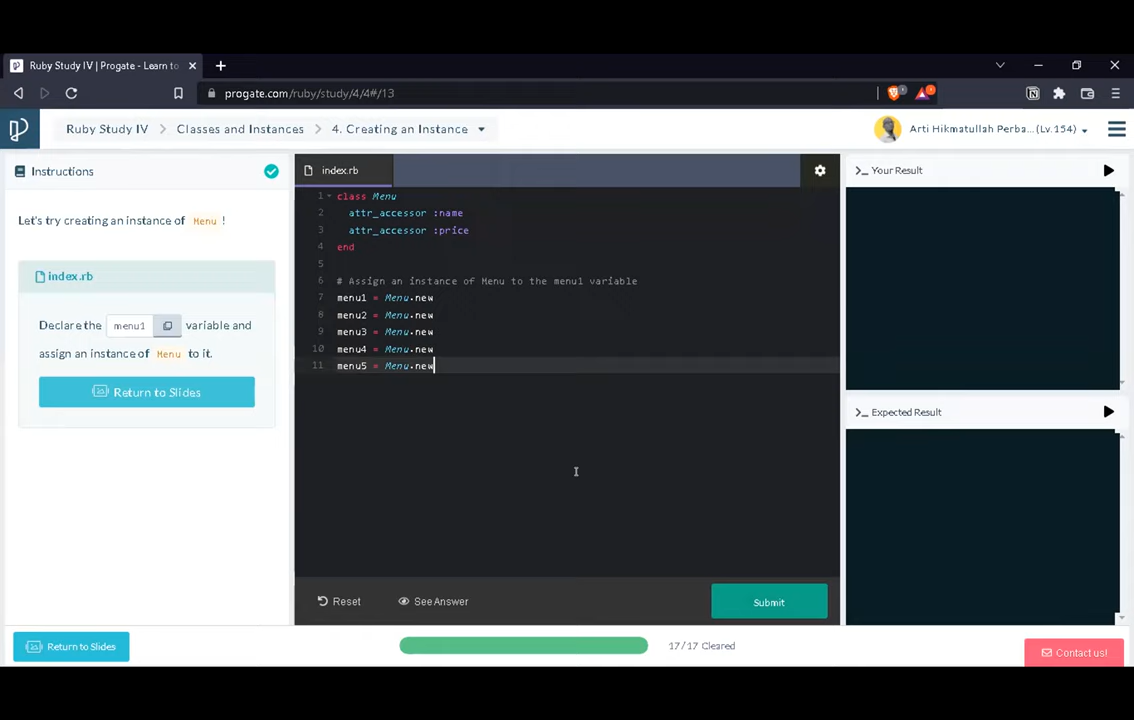 Ruby Study IV | Progate - Learn to
progate.com/ruby/study/4/4#/13
Ruby Study IV > Classes and Instances > 4. Creating an Instance
Arti Hikmatullah Perba... (Lv.154)
Instructions
Let's try creating an instance of Menu !
index.rb
Declare the menu1 variable and
assign an instance of Menu to it.
Return to Slides
index.rb
1 class Menu
2 attr_accessor :name
3 attr_accessor :price
4 end
5
6 # Assign an instance of Menu to the menu1 variable
7 menu1 = Menu.new
8 menu2 = Menu.new
9 menu3 = Menu.new
10 menu4 = Menu.new
11 menu5 = Menu.new
Reset
See Answer
Submit
>_ Your Result
>_ Expected Result
Return to Slides
17/17 Cleared
Contact us!